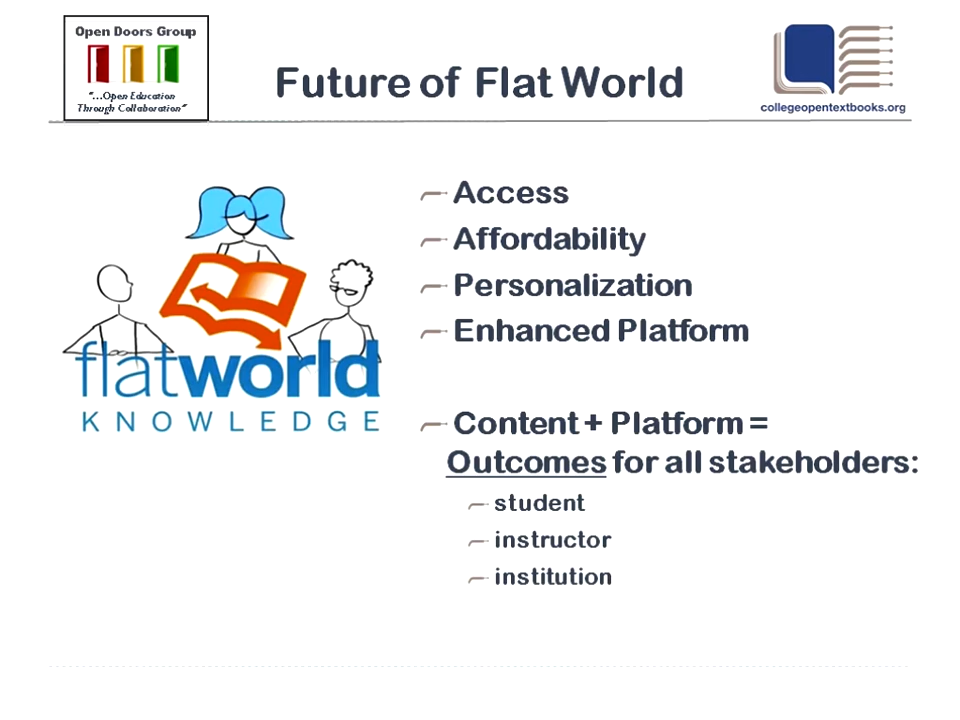 Open Doors Group
"...Open Education
Through Collaboration"
Future of Flat World
collegeopentextbooks.org
flatworld
KNOWLEDGE
Access
Affordability
Personalization
Enhanced Platform
Content + Platform =
Outcomes for all stakeholders:
student
instructor
institution